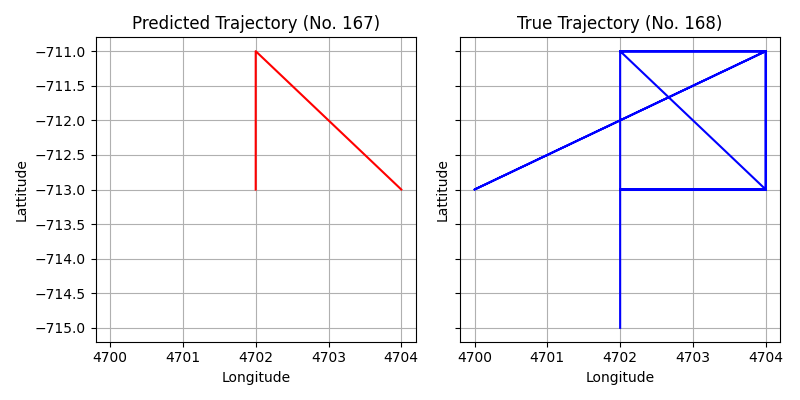 Predicted Trajectory (No. 167)
True Trajectory (No. 168)
−711.0
−711.5
−712.0
−712.5
−713.0
−713.5
−714.0
−714.5
−715.0
Lattitude
Lattitude
4700 4701 4702 4703 4704
4700 4701 4702 4703 4704
Longitude
Longitude